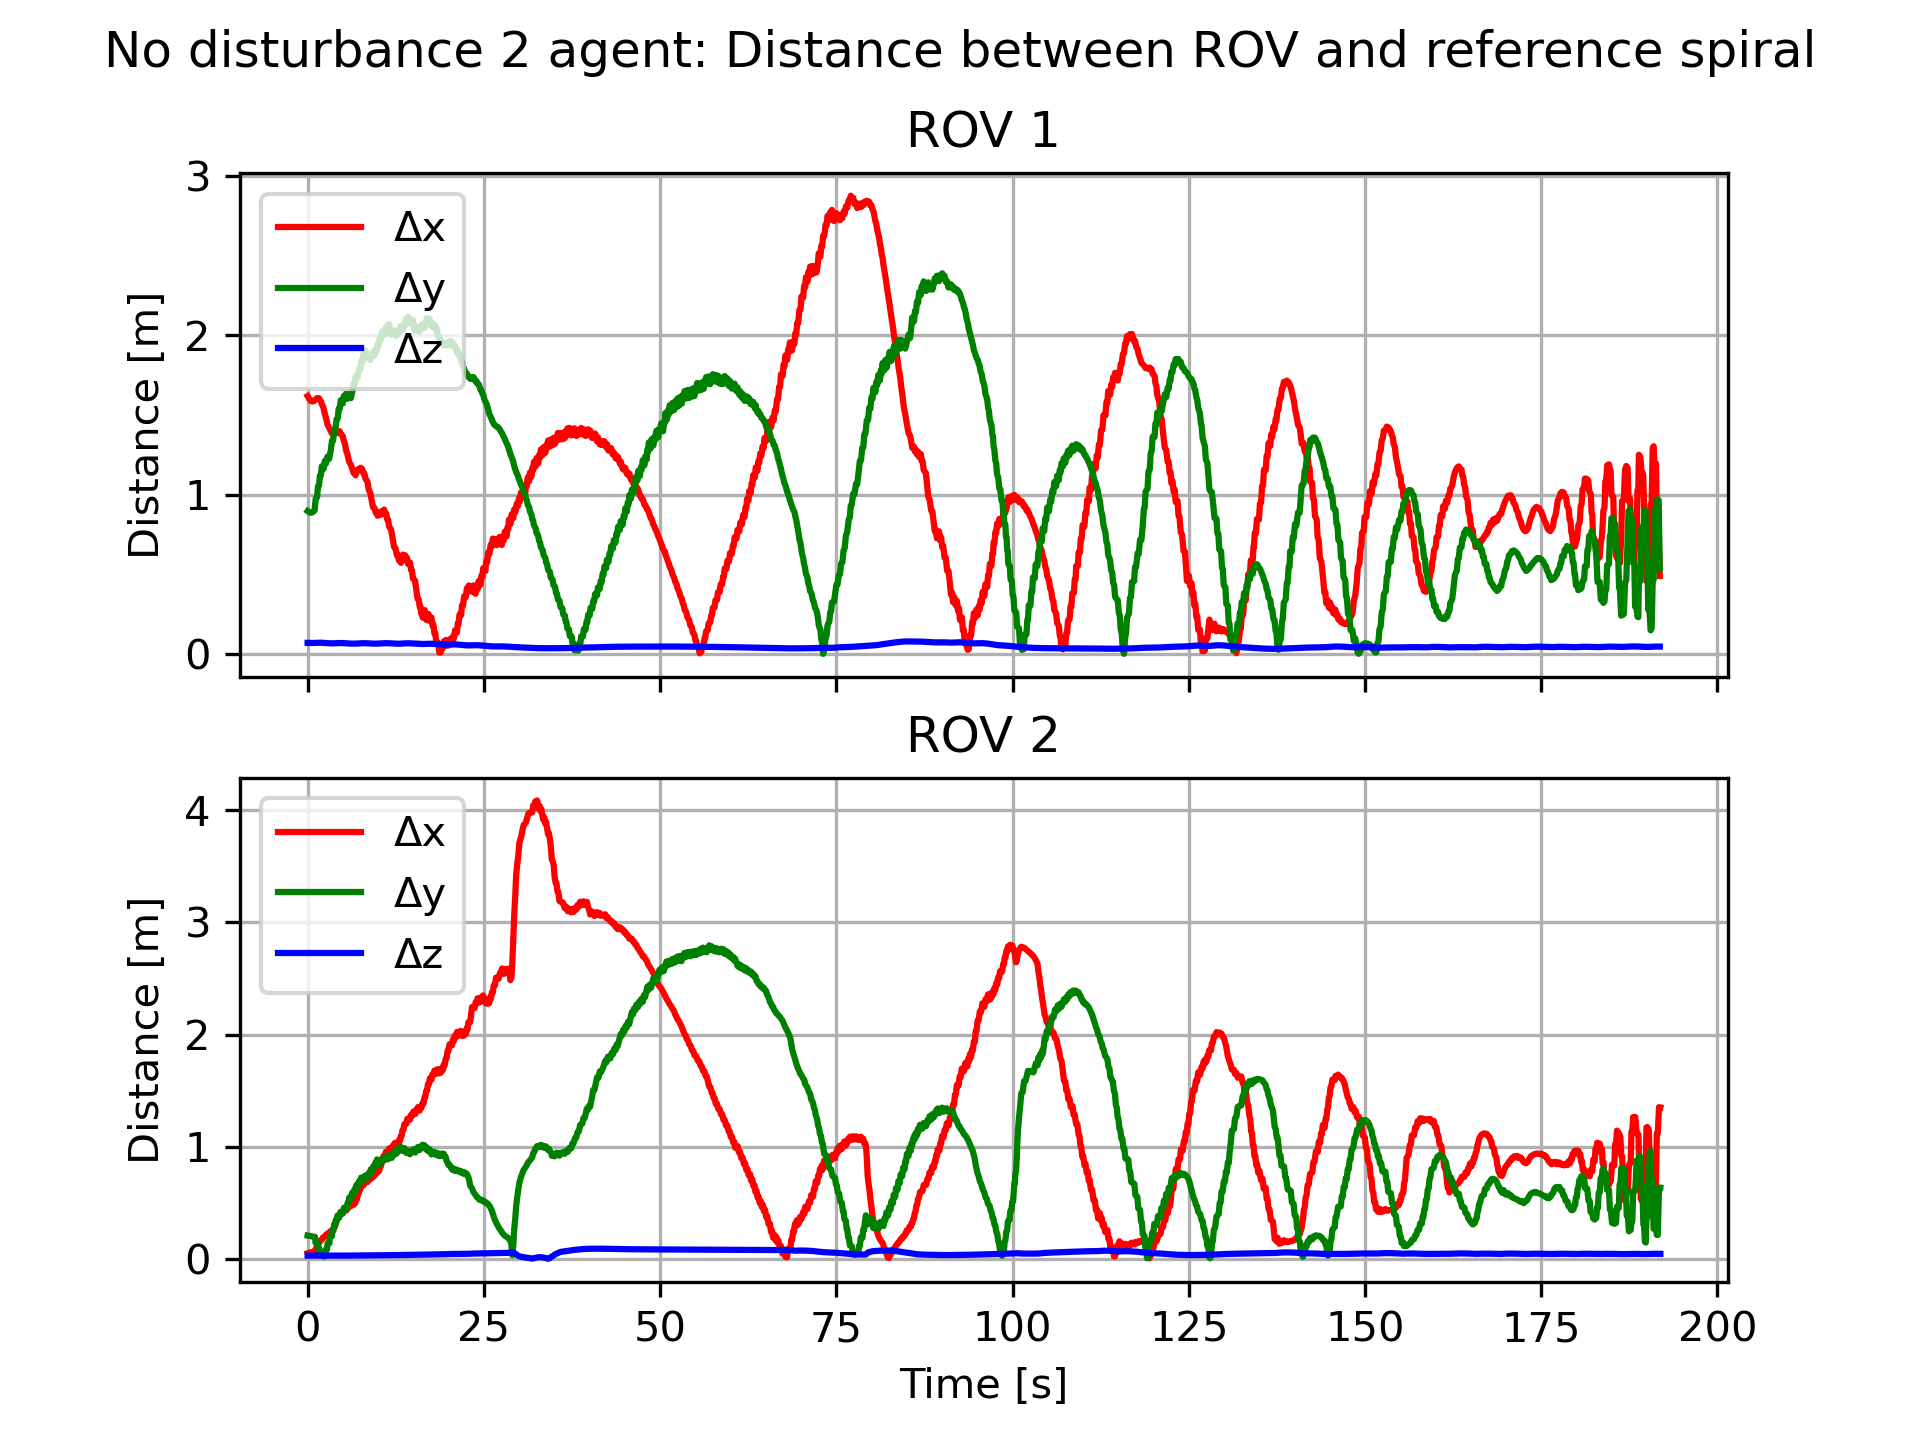 No disturbance 2 agent: Distance between ROV and reference spiral
ROV 1
3
2
1
0
Distance [m]
Δx
Δy
Δz
ROV 2
4
3
2
1
0
Distance [m]
Δx
Δy
Δz
0 25 50 75 100 125 150 175 200
Time [s]